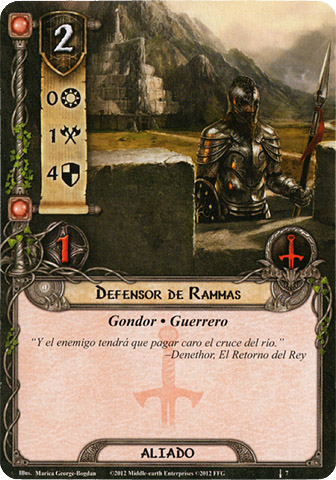 2
0
1
4
1
Defensor de Rammas
Gondor • Guerrero
“Y el enemigo tendrá que pagar caro el cruce del río.”
–Denethor, El Retorno del Rey
ALIADO
Illus. Marica George-Bogdan ©2012 Middle-earth Enterprises ©2012 FFG 7